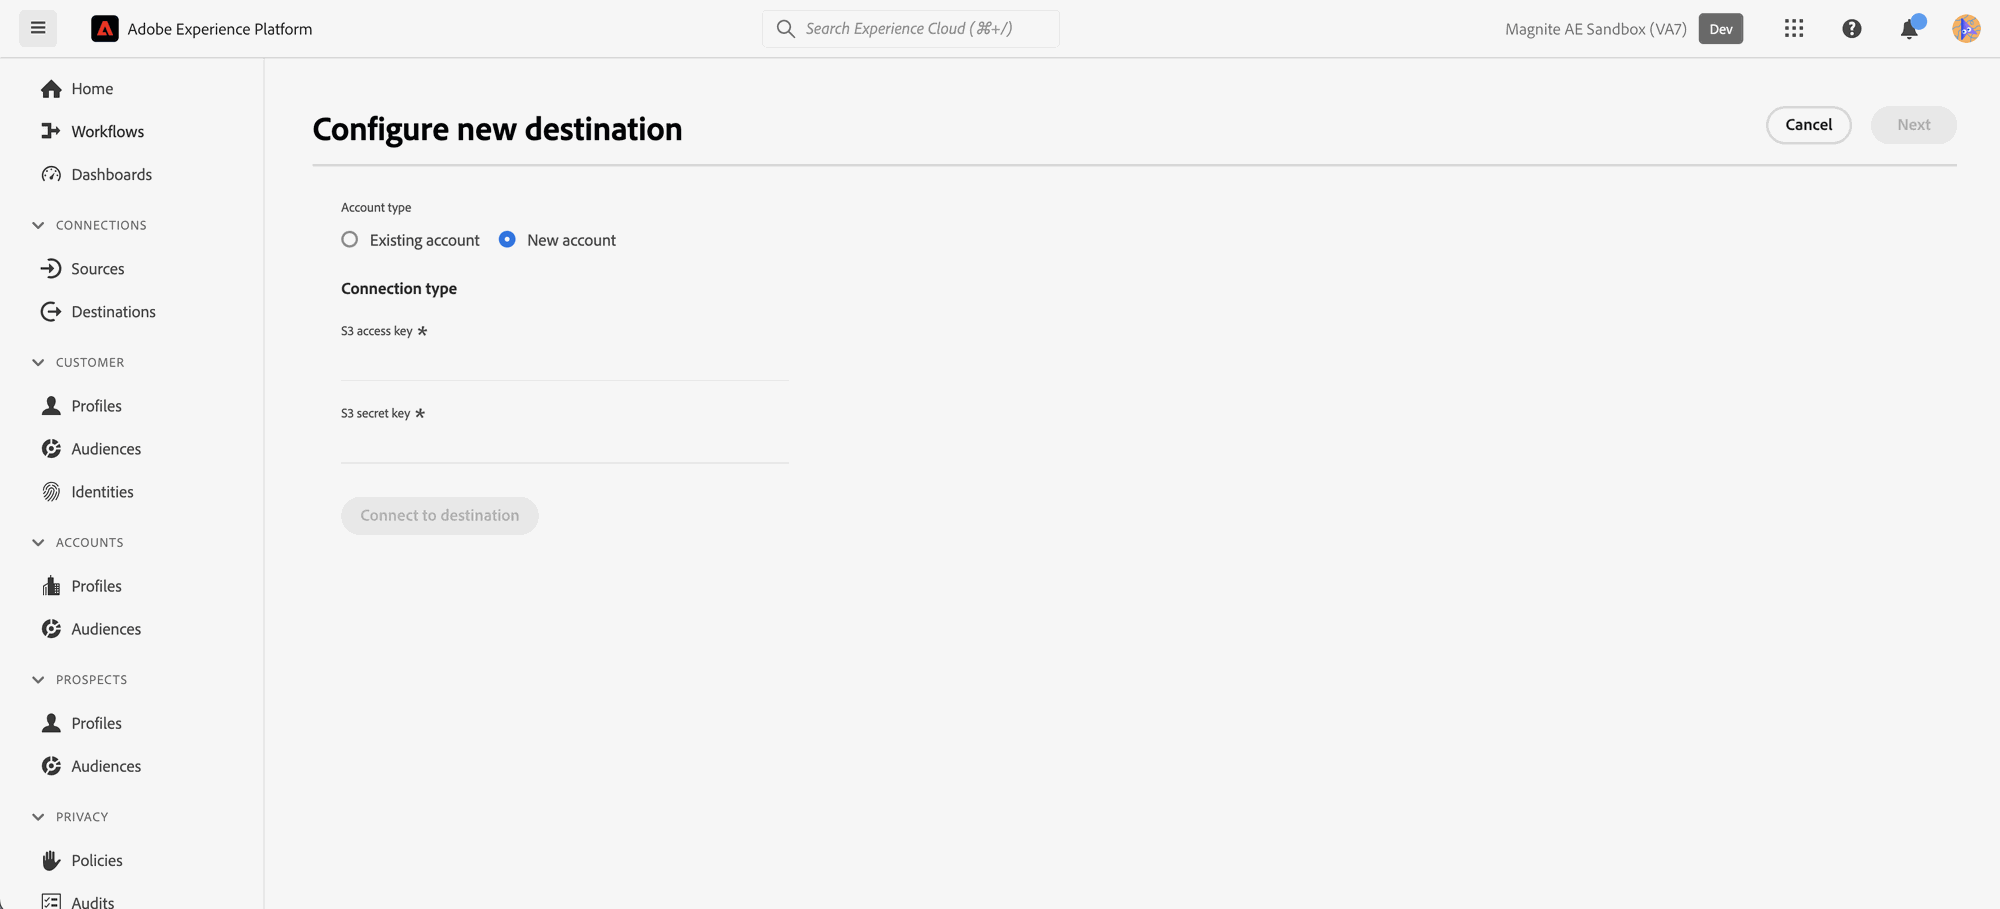 Adobe Experience Platform
Search Experience Cloud (⌘+/)
Magnite AE Sandbox (VA7)
Dev
Home
Workflows
Dashboards
CONNECTIONS
Sources
Destinations
CUSTOMER
Profiles
Audiences
Identities
ACCOUNTS
Profiles
Audiences
PROSPECTS
Profiles
Audiences
PRIVACY
Policies
Audits
Configure new destination
Cancel
Next
Account type
Existing account
New account
Connection type
S3 access key *
S3 secret key *
Connect to destination